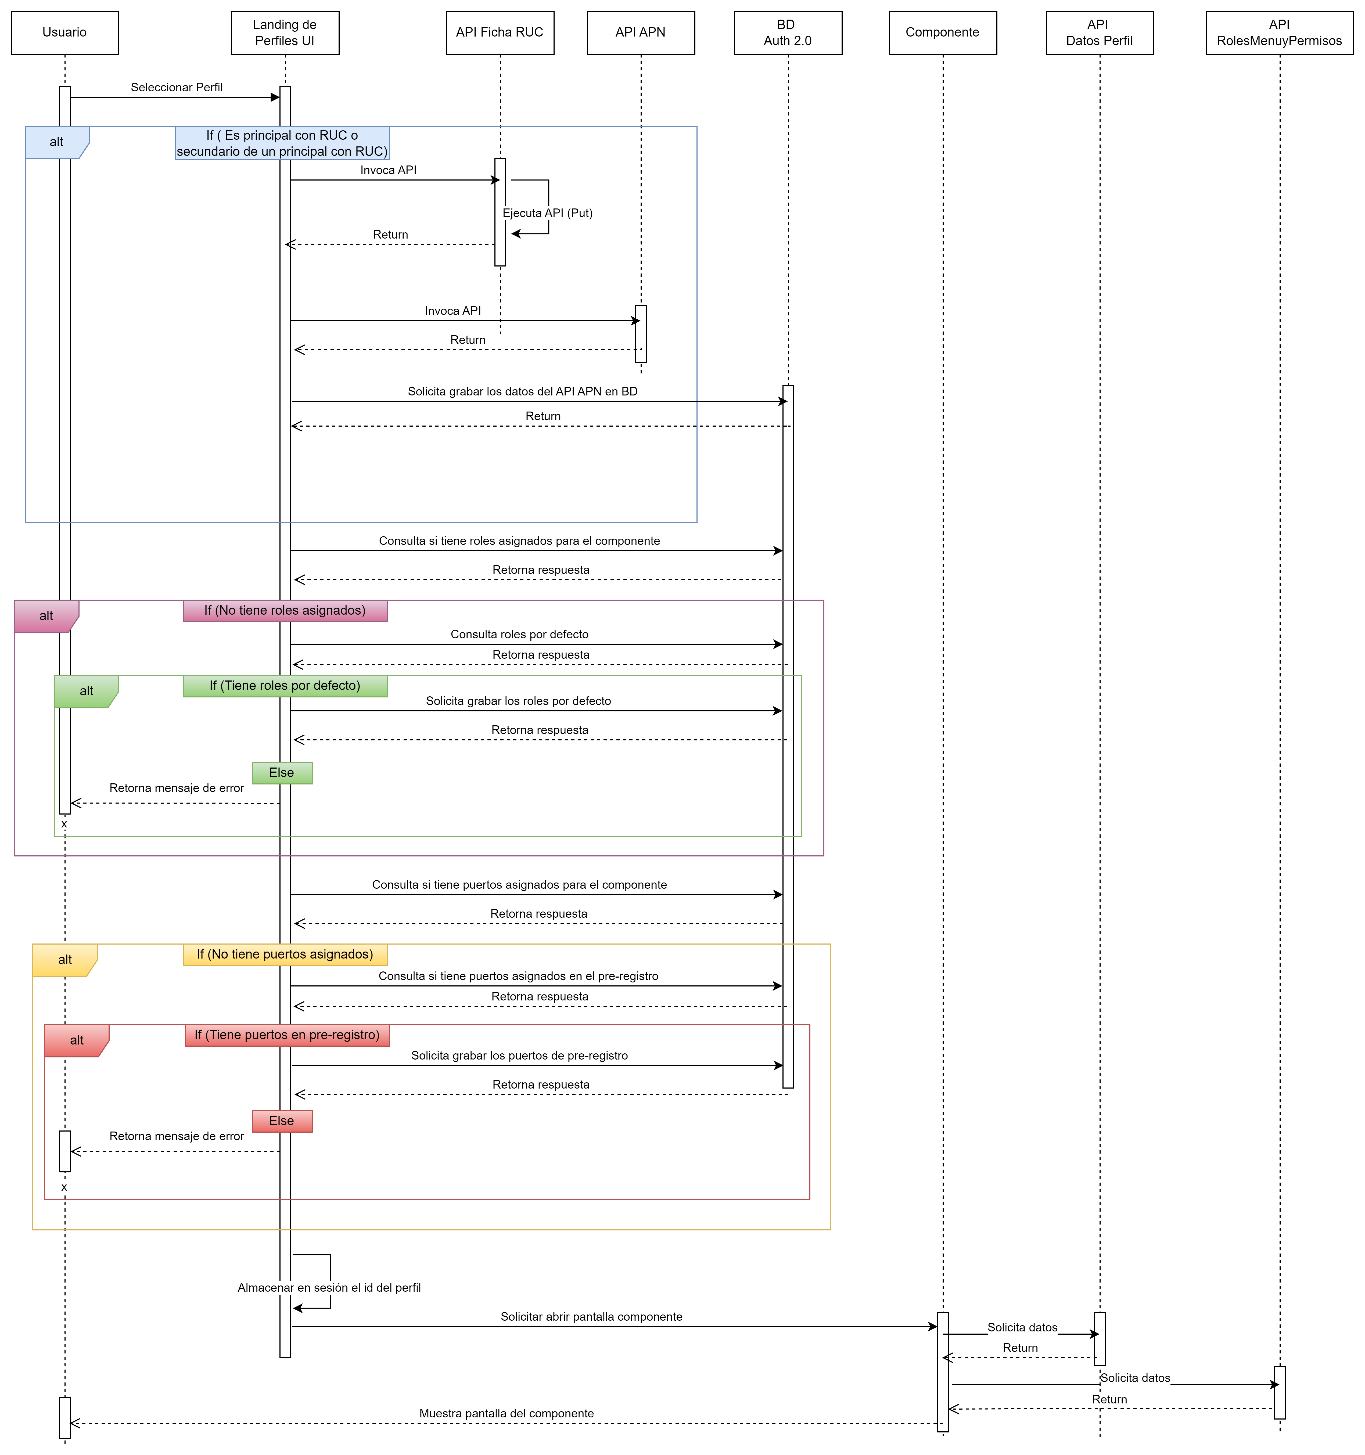 Usuario
Landing de
Perfiles UI
API Ficha RUC
API APN
BD
Auth 2.0
Componente
API
Datos Perfil
API
RolesMenuyPermisos
Seleccionar Perfil
alt
If ( Es principal con RUC o
secundario de un principal con RUC)
Invoca API
Ejecuta API (Put)
Return
Invoca API
Return
Solicita grabar los datos del API APN en BD
Return
Consulta si tiene roles asignados para el componente
Retorna respuesta
alt
If (No tiene roles asignados)
Consulta roles por defecto
Retorna respuesta
alt
If (Tiene roles por defecto)
Solicita grabar los roles por defecto
Retorna respuesta
Else
Retorna mensaje de error
x
Consulta si tiene puertos asignados para el componente
Retorna respuesta
alt
If (No tiene puertos asignados)
Consulta si tiene puertos asignados en el pre-registro
Retorna respuesta
alt
If (Tiene puertos en pre-registro)
Solicita grabar los puertos de pre-registro
Retorna respuesta
Else
Retorna mensaje de error
x
Almacenar en sesión el id del perfil
Solicitar abrir pantalla componente
Solicita datos
Return
Solicita datos
Return
Muestra pantalla del componente